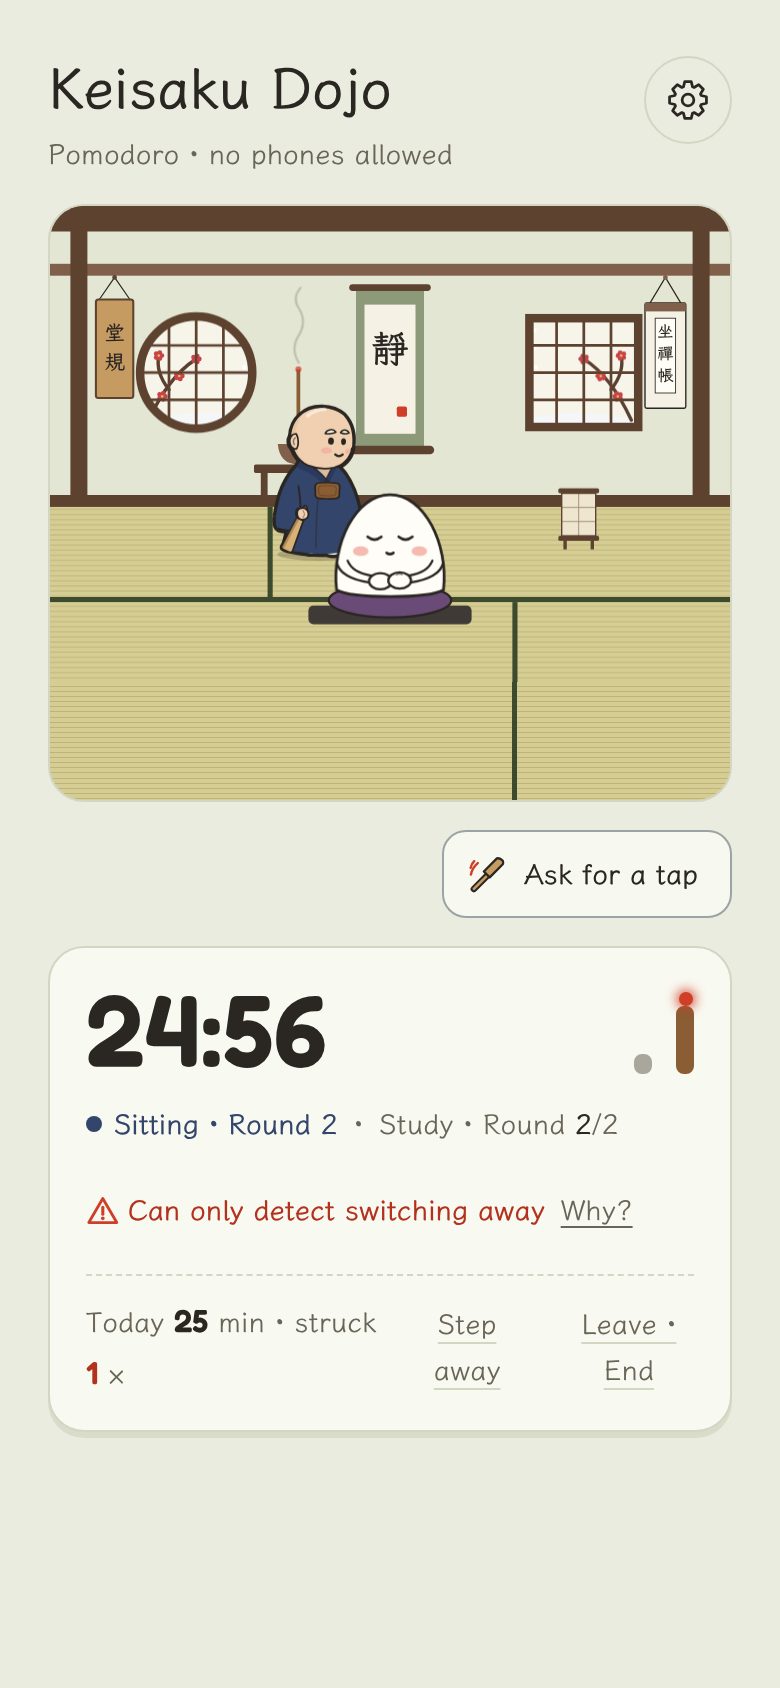 Keisaku Dojo
Pomodoro • no phones allowed
堂規
靜
坐禪帳
Ask for a tap
24:56
Sitting • Round 2 • Study • Round 2/2
Can only detect switching away Why?
Today 25 min • struck 1 ×
Step away
Leave • End